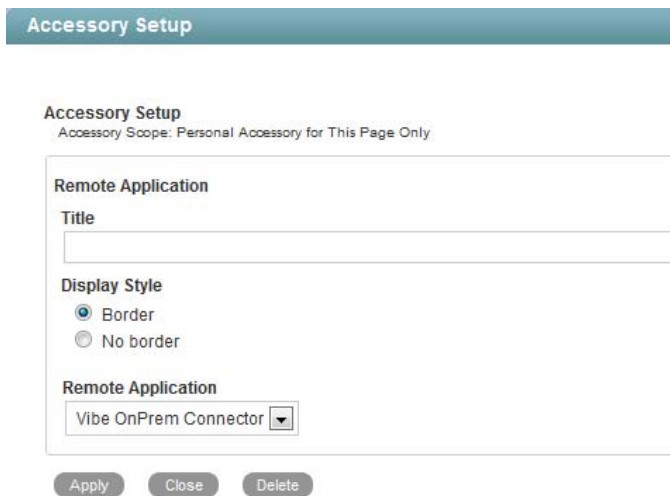 Accessory Setup
Accessory Setup
Accessory Scope: Personal Accessory for This Page Only
Remote Application
Title
Display Style
Border
No border
Remote Application
Vibe OnPrem Connector
Apply Close Delete